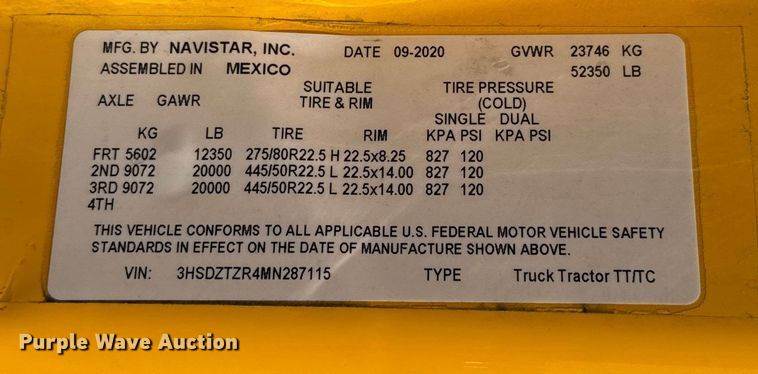 MFG. BY NAVISTAR, INC. DATE 09-2020 GVWR 23746 KG
ASSEMBLED IN MEXICO 52350 LB
SUITABLE TIRE PRESSURE
AXLE GAWR TIRE & RIM (COLD)
SINGLE DUAL
KG LB TIRE RIM KPA PSI KPA PSI
FRT 5602 12350 275/80R22.5 H 22.5x8.25 827 120
2ND 9072 20000 445/50R22.5 L 22.5x14.00 827 120
3RD 9072 20000 445/50R22.5 L 22.5x14.00 827 120
4TH
THIS VEHICLE CONFORMS TO ALL APPLICABLE U.S. FEDERAL MOTOR VEHICLE SAFETY
STANDARDS IN EFFECT ON THE DATE OF MANUFACTURE SHOWN ABOVE.
VIN: 3HSDZTZR4MN287115 TYPE Truck Tractor TT/TC
Purple Wave Auction